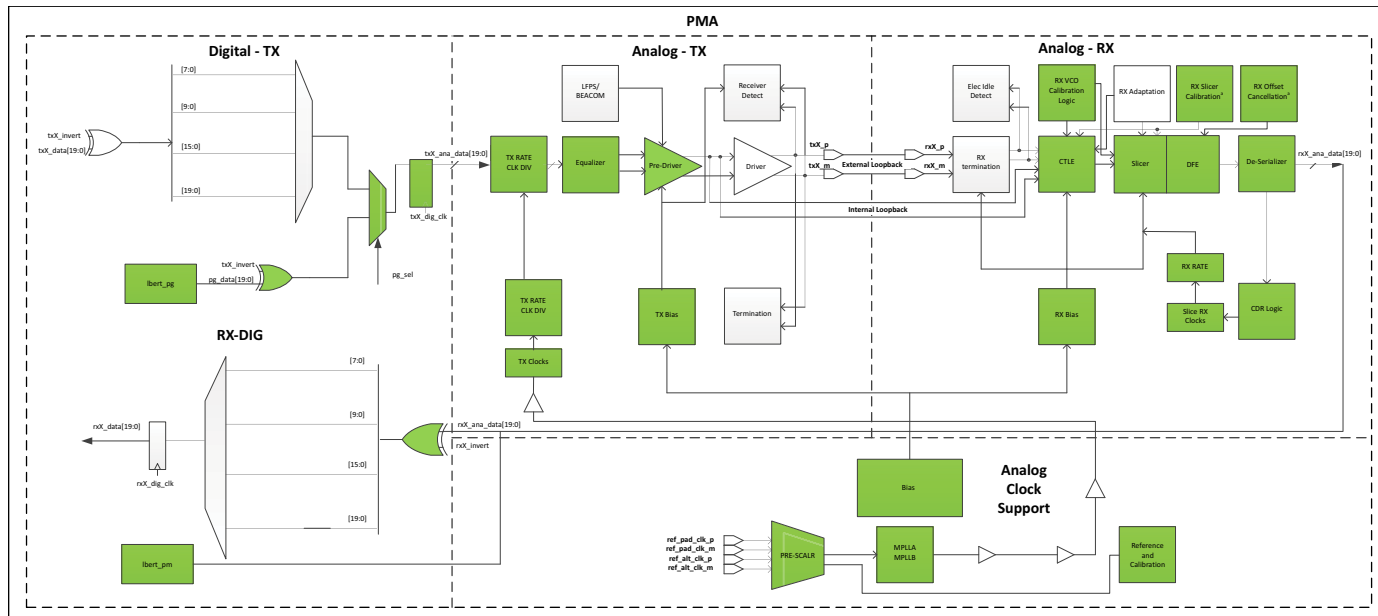 PMA
Digital - TX
Analog - TX
Analog - RX
[7:0]
[9:0]
[15:0]
[19:0]
txX_invert
txX_data[19:0]
txX_ana_data[19:0]
txX_dig_clk
pg_sel
lbert_pg
txX_invert
pg_data[19:0]
LFPS/
BEACOM
TX RATE
CLK DIV
Equalizer
Pre-Driver
Driver
Receiver
Detect
Termination
TX RATE
CLK DIV
TX Clocks
TX Bias
txX_p
txX_m
External Loopback
Internal Loopback
rxX_p
rxX_m
Elec Idle
Detect
RX
termination
RX VCO
Calibration
Logic
RX Adaptation
RX Slicer
Calibration⁴
RX Offset
Cancellation⁴
CTLE
Slicer
DFE
De-Serializer
rxX_ana_data[19:0]
RX RATE
Slice RX
Clocks
CDR Logic
RX Bias
RX-DIG
[7:0]
[9:0]
[15:0]
[19:0]
rxX_data[19:0]
rxX_dig_clk
rxX_ana_data[19:0]
rxX_invert
lbert_pm
Bias
Analog
Clock
Support
ref_pad_clk_p
ref_pad_clk_m
ref_alt_clk_p
ref_alt_clk_m
PRE-SCALR
MPLLA
MPLLB
Reference
and
Calibration